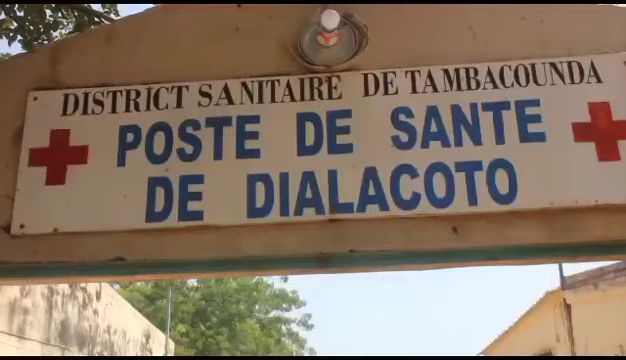 DISTRICT SANITAIRE DE TAMBACOUNDA
POSTE DE SANTE
DE DIALACOTO